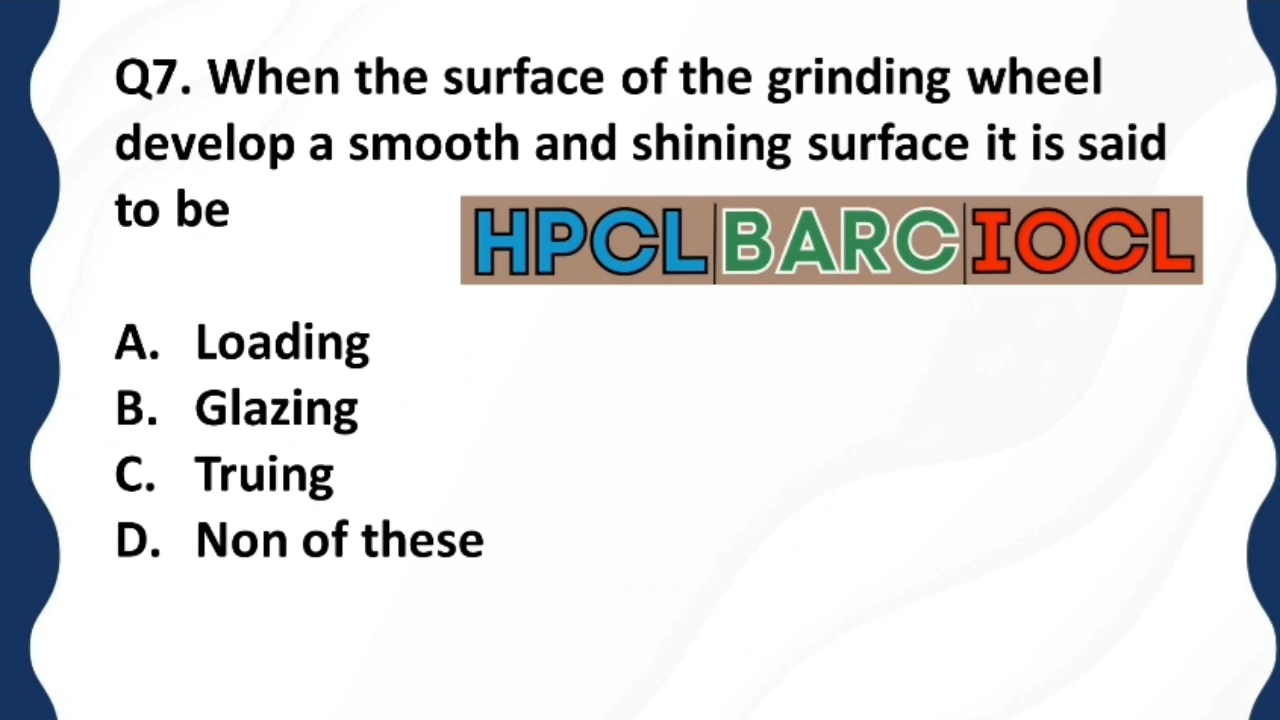 Q7. When the surface of the grinding wheel
develop a smooth and shining surface it is said
to be
HPCL BARC IOCL
A. Loading
B. Glazing
C. Truing
D. Non of these